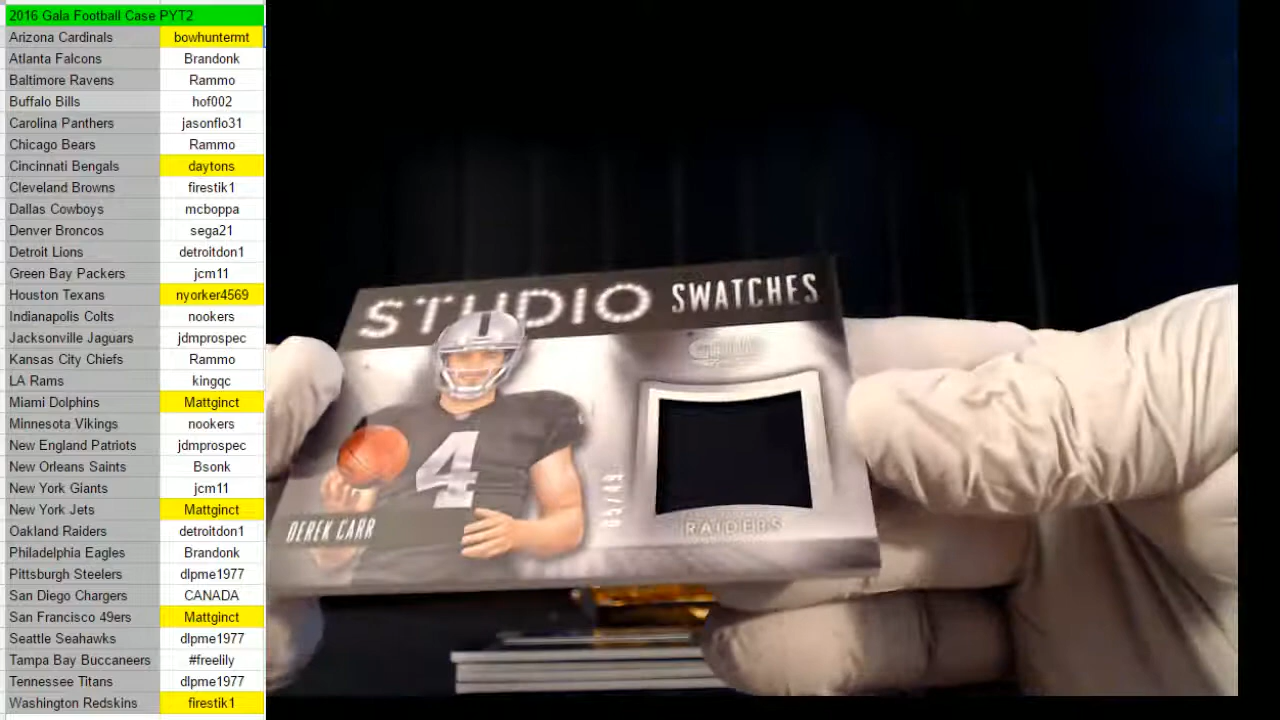 2016 Gala Football Case PYT2
Arizona Cardinals bowhuntermt
Atlanta Falcons Brandonk
Baltimore Ravens Rammo
Buffalo Bills hof002
Carolina Panthers jasonflo31
Chicago Bears Rammo
Cincinnati Bengals daytons
Cleveland Browns firestik1
Dallas Cowboys mcboppa
Denver Broncos sega21
Detroit Lions detroitdon1
Green Bay Packers jcm11
Houston Texans nyorker4569
Indianapolis Colts nookers
Jacksonville Jaguars jdmprospec
Kansas City Chiefs Rammo
LA Rams kingqc
Miami Dolphins Mattginct
Minnesota VIkings nookers
New England Patriots jdmprospec
New Orleans Saints Bsonk
New York Giants jcm11
New York Jets Mattginct
Oakland Raiders detroitdon1
Philadelphia Eagles Brandonk
Pittsburgh Steelers dlpme1977
San Diego Chargers CANADA
San Francisco 49ers Mattginct
Seattle Seahawks dlpme1977
Tampa Bay Buccaneers #freelily
Tennessee Titans dlpme1977
Washington Redskins firestik1
STUDIO SWATCHES
GALA
4
DEREK CARR
RAIDERS